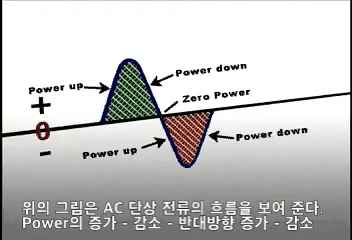 Power up
Power down
Zero Power
+
0
-
Power up
Power down
위의 그림은 AC 단상 전류의 흐름을 보여 준다.
Power의 증가 - 감소 - 반대방향 증가 - 감소